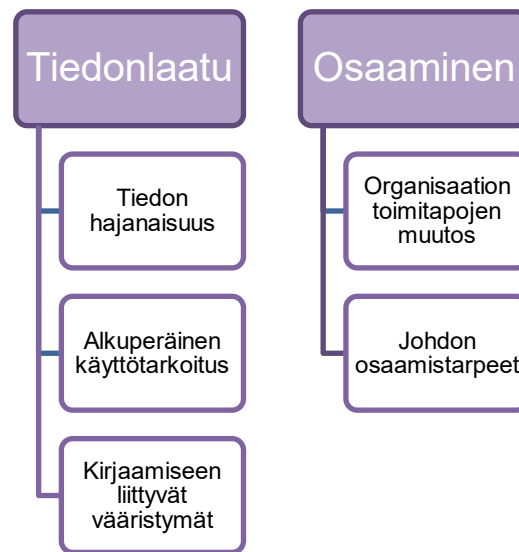 Tiedonlaatu
Tiedon
hajanaisuus
Alkuperäinen
käyttötarkoitus
Kirjaamiseen
liittyvät
vääristymät
Osaaminen
Organisaation
toimitapojen
muutos
Johdon
osaamistarpeet